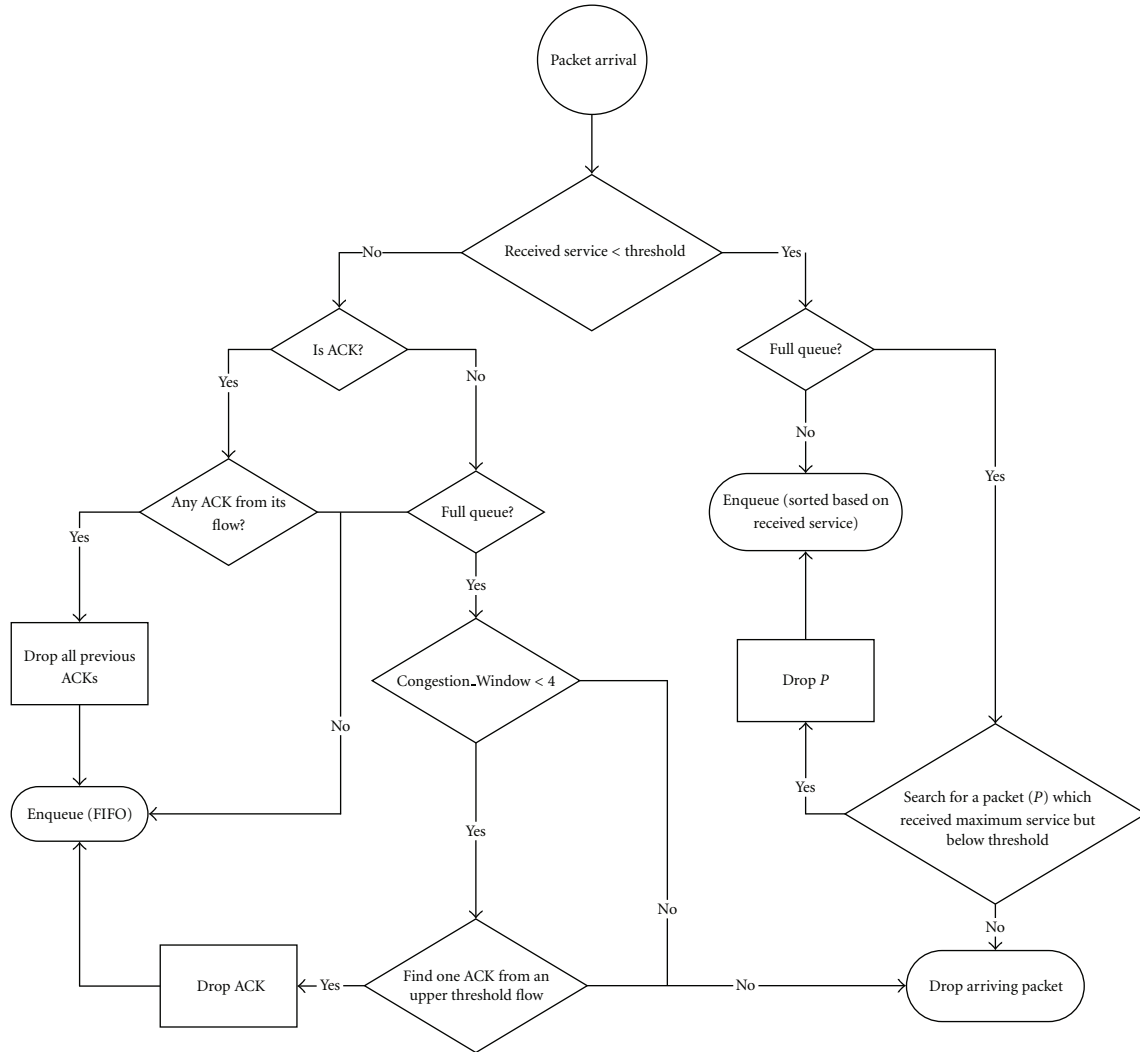 Packet arrival
Received service < threshold
No
Yes
Is ACK?
Full queue?
Yes
No
No
Yes
Any ACK from its
flow?
Full queue?
Enqueue (sorted based on
received service)
Yes
Yes
Drop all previous
ACKs
Congestion_Window < 4
Drop P
No
Yes
Search for a packet (P) which
received maximum service but
below threshold
Enqueue (FIFO)
Yes
No
No
Drop ACK
Yes
Find one ACK from an
upper threshold flow
No
Drop arriving packet